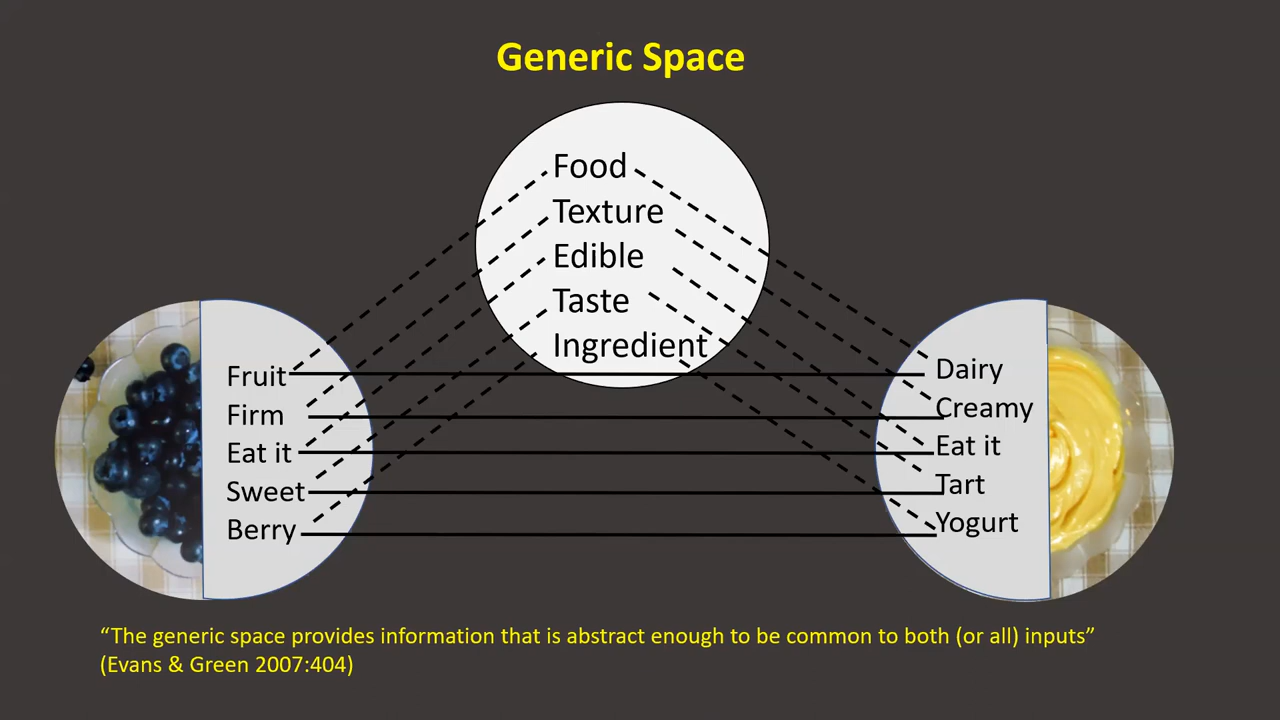 Generic Space
Food
Texture
Edible
Taste
Ingredient
Fruit
Firm
Eat it
Sweet
Berry
Dairy
Creamy
Eat it
Tart
Yogurt
“The generic space provides information that is abstract enough to be common to both (or all) inputs”
(Evans & Green 2007:404)